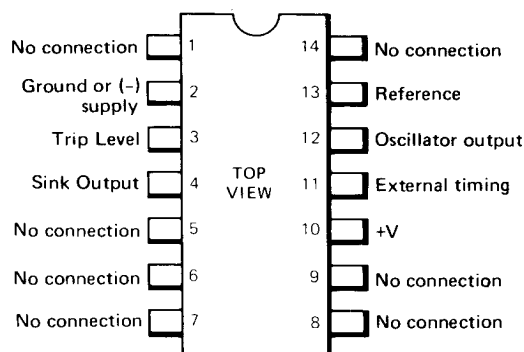 No connection 1
Ground or (-)
supply 2
Trip Level 3
Sink Output 4
No connection 5
No connection 6
No connection 7
TOP
VIEW
14 No connection
13 Reference
12 Oscillator output
11 External timing
10 +V
9 No connection
8 No connection